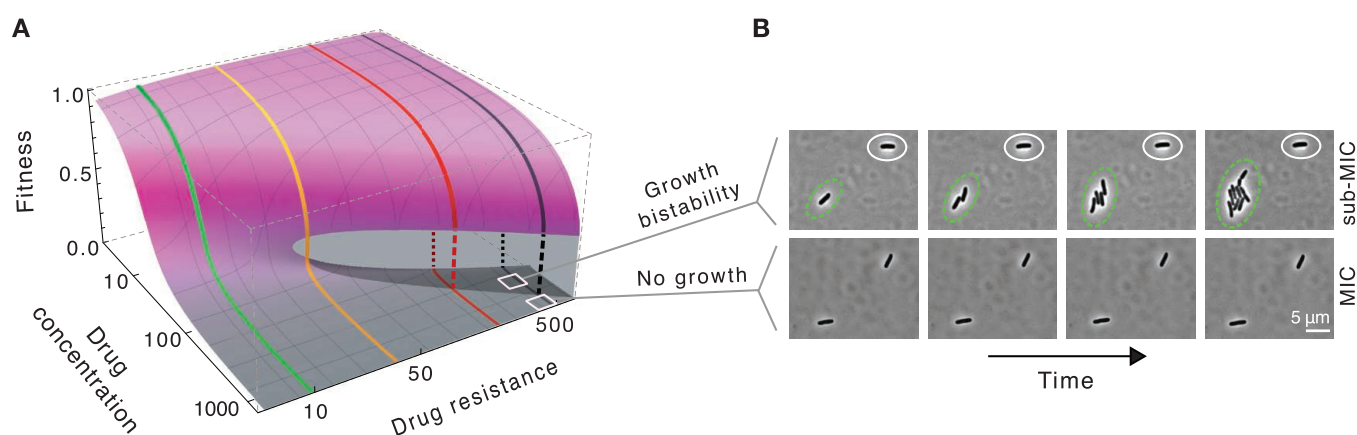 A
Fitness
1.0
0.5
0.0
10
100
1000
Drug
concentration
10
50
500
Drug resistance
Growth
bistability
No growth
B
sub-MIC
MIC
5 µm
Time